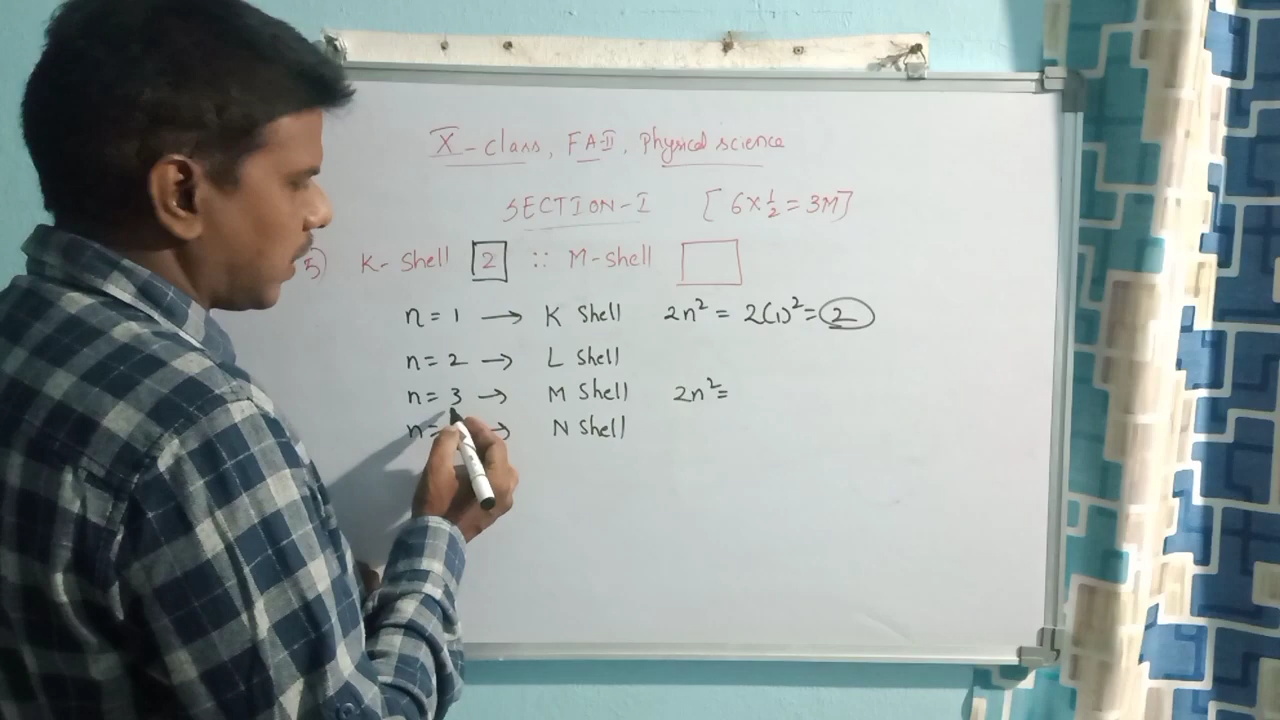 X - class, FA-II, Physical science
SECTION-I [6 X 1/2 = 3M]
5) K- Shell 2 :: M-shell
n = 1 → K Shell 2n² = 2(1)² = 2
n = 2 → L Shell
n = 3 → M Shell 2n² =
n = → N Shell